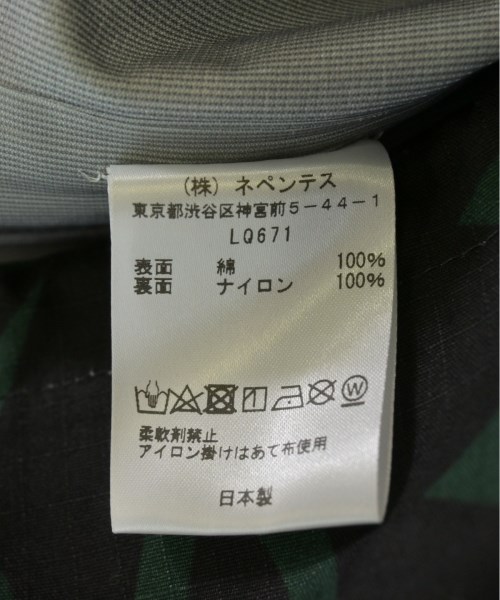 (株) ネペンテス
東京都渋谷区神宮前5-44-1
LQ671
表面 綿 100%
裏面 ナイロン 100%
W
柔軟剤禁止
アイロン掛けはあて布使用
日本製